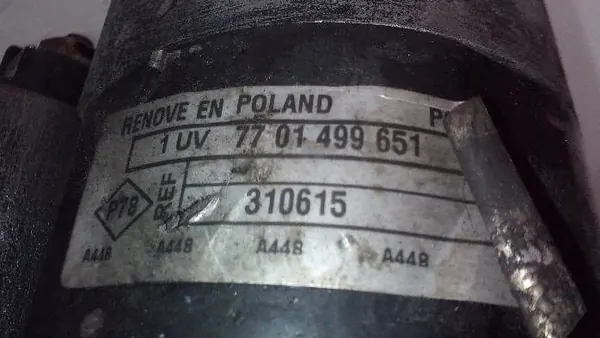 RENOVE EN POLAND
1 UV 77 01 499 651
P78 REF 310615
A448 A448 A448 A448